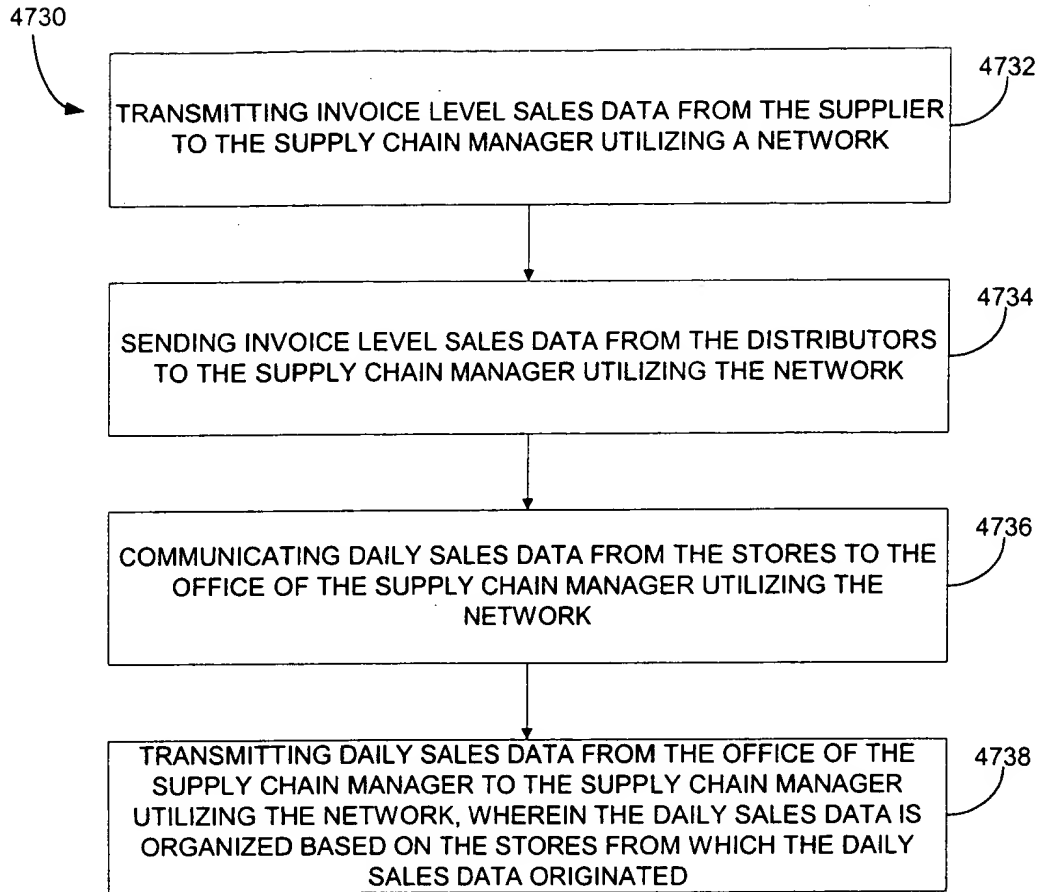 4730
4732
TRANSMITTING INVOICE LEVEL SALES DATA FROM THE SUPPLIER
TO THE SUPPLY CHAIN MANAGER UTILIZING A NETWORK
4734
SENDING INVOICE LEVEL SALES DATA FROM THE DISTRIBUTORS
TO THE SUPPLY CHAIN MANAGER UTILIZING THE NETWORK
4736
COMMUNICATING DAILY SALES DATA FROM THE STORES TO THE
OFFICE OF THE SUPPLY CHAIN MANAGER UTILIZING THE
NETWORK
4738
TRANSMITTING DAILY SALES DATA FROM THE OFFICE OF THE
SUPPLY CHAIN MANAGER TO THE SUPPLY CHAIN MANAGER
UTILIZING THE NETWORK, WHEREIN THE DAILY SALES DATA IS
ORGANIZED BASED ON THE STORES FROM WHICH THE DAILY
SALES DATA ORIGINATED